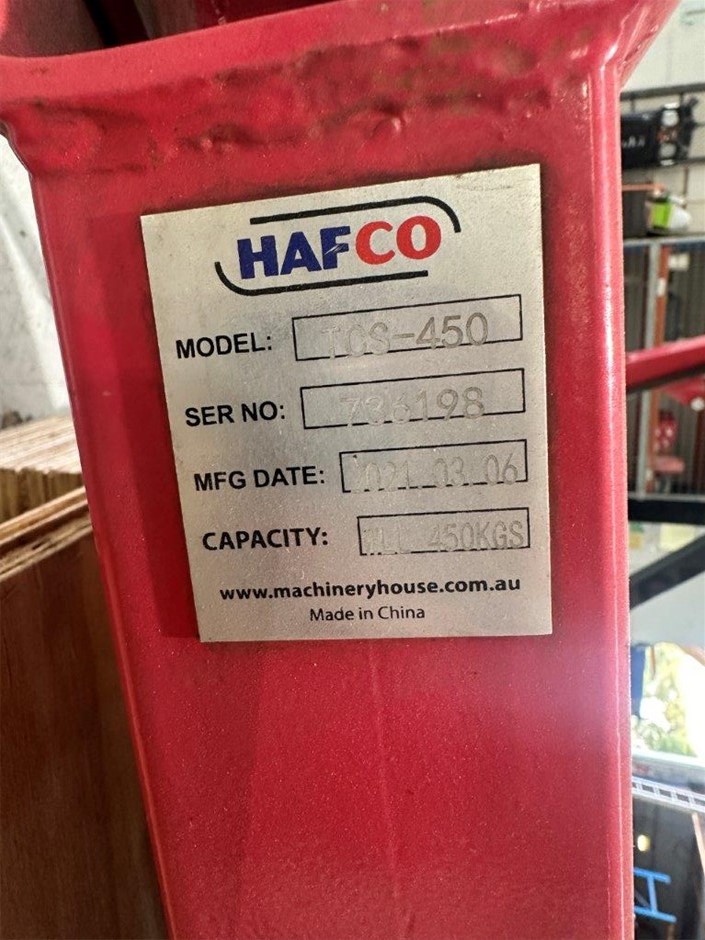 HAFCO
MODEL: TCS-450
SER NO: 736198
MFG DATE: 2021.03.06
CAPACITY: WLL 450KGS
www.machineryhouse.com.au
Made in China